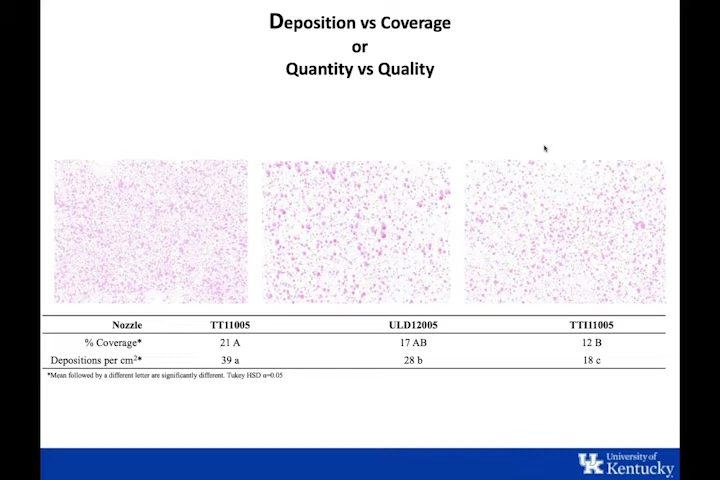 Deposition vs Coverage
or
Quantity vs Quality
Nozzle TT11005 ULD12005 TTI11005
% Coverage* 21 A 17 AB 12 B
Depositions per cm²* 39 a 28 b 18 c
*Mean followed by a different letter are significantly different. Tukey HSD α=0.05
UK University of
Kentucky